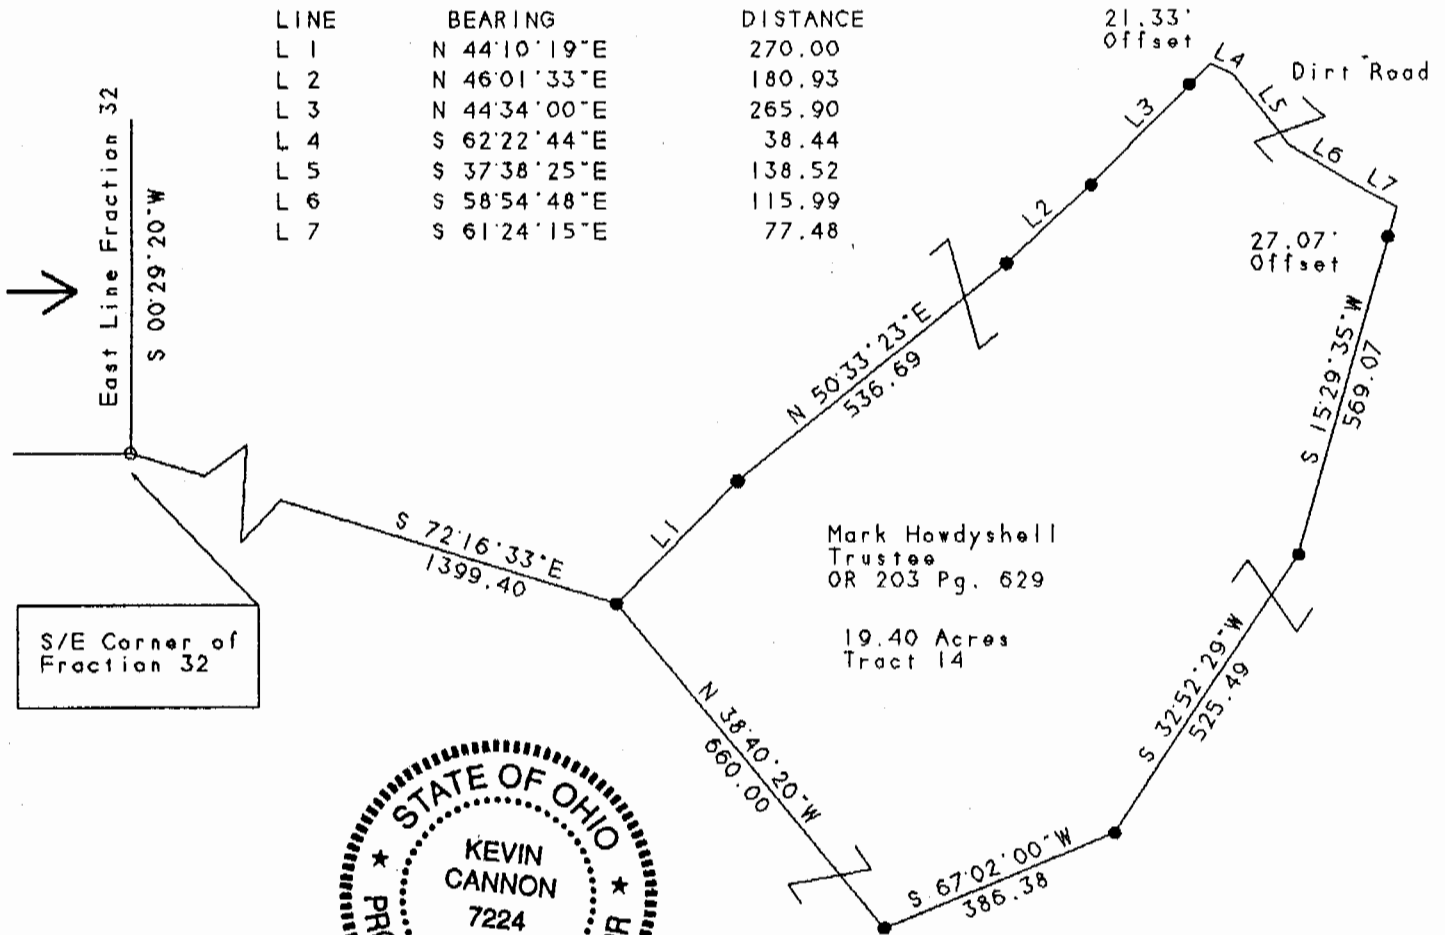 LINE BEARING DISTANCE
L 1 N 44°10'19"E 270.00
L 2 N 46°01'33"E 180.93
L 3 N 44°34'00"E 265.90
L 4 S 62°22'44"E 38.44
L 5 S 37°38'25"E 138.52
L 6 S 58°54'48"E 115.99
L 7 S 61°24'15"E 77.48
East Line Fraction 32
S 00°29'20"W
21.33'
Offset
L4
Dirt Road
L5
L3
L6
L7
L2
27.07'
Offset
N 50°33'23"E
536.69
S 15°29'35"W
569.07
S 72°16'33"E
1399.40
L1
Mark Howdyshell
Trustee
OR 203 Pg. 629
19.40 Acres
Tract 14
S/E Corner of
Fraction 32
N 38°40'20"W
660.00
S 32°52'29"W
525.49
S 67°02'00"W
386.38
STATE OF OHIO
KEVIN
CANNON
7224